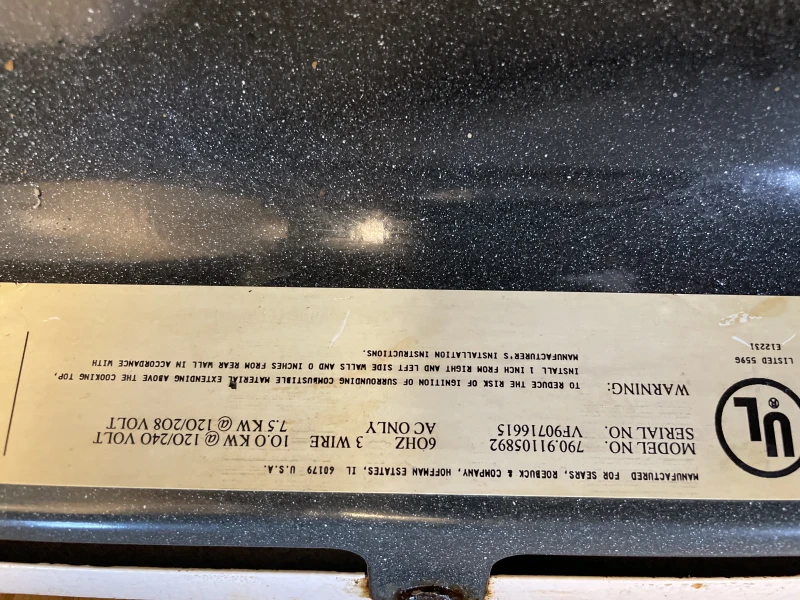 MANUFACTURED FOR SEARS, ROEBUCK & COMPANY, HOFFMAN ESTATES, IL 60179 U.S.A.
MODEL NO. 790.91105892 60HZ 3 WIRE 10.0 KW @ 120/240 VOLT
SERIAL NO. VF90716615 AC ONLY 7.5 KW @ 120/208 VOLT
WARNING:
TO REDUCE THE RISK OF IGNITION OF SURROUNDING COMBUSTIBLE MATERIAL EXTENDING ABOVE THE COOKING TOP,
INSTALL 1 INCH FROM RIGHT AND LEFT SIDE WALLS AND 0 INCHES FROM REAR WALL IN ACCORDANCE WITH
MANUFACTURER'S INSTALLATION INSTRUCTIONS.
UL
LISTED 559G
E12231